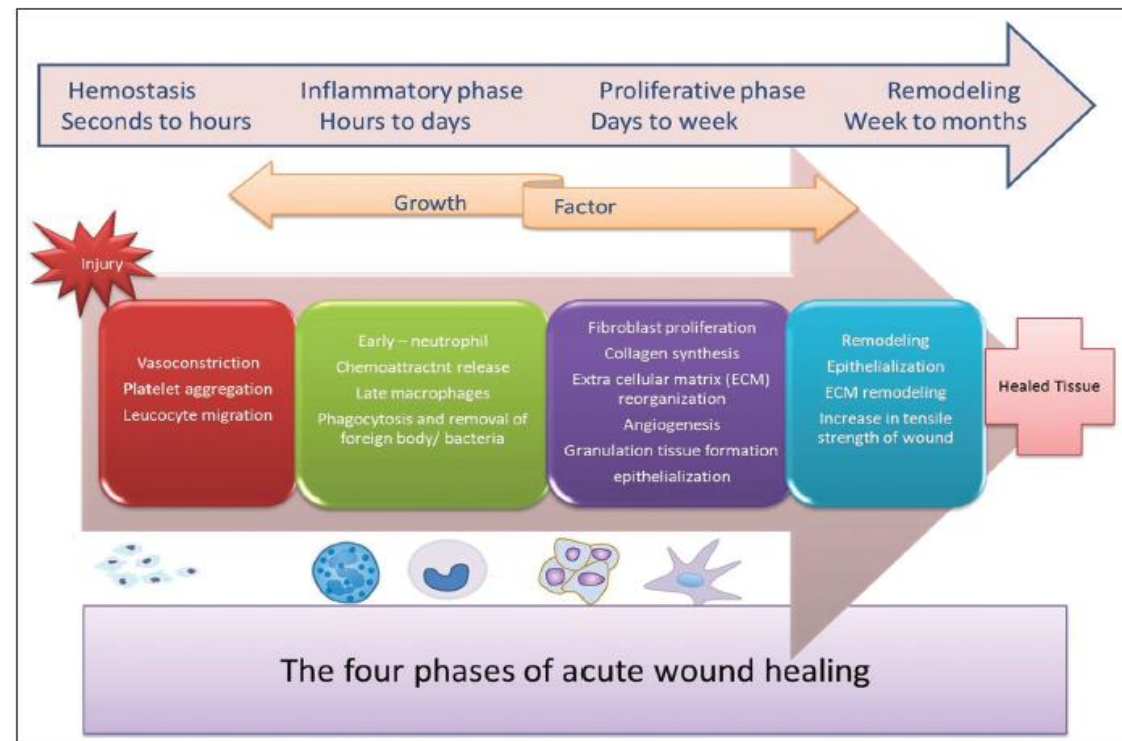 Hemostasis
Seconds to hours
Inflammatory phase
Hours to days
Proliferative phase
Days to week
Remodeling
Week to months
Growth
Factor
Injury
Vasoconstriction
Platelet aggregation
Leucocyte migration
Early – neutrophil
Chemoattractnt release
Late macrophages
Phagocytosis and removal of
foreign body/ bacteria
Fibroblast proliferation
Collagen synthesis
Extra cellular matrix (ECM)
reorganization
Angiogenesis
Granulation tissue formation
epithelialization
Remodeling
Epithelialization
ECM remodeling
Increase in tensile
strength of wound
Healed Tissue
The four phases of acute wound healing